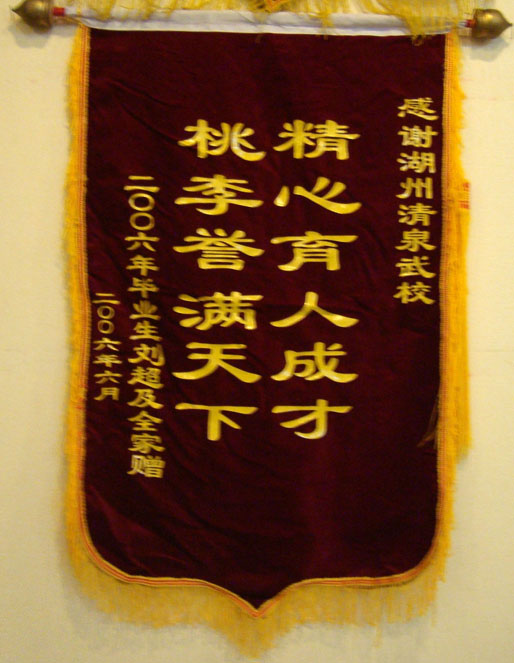 感谢湖州清泉武校
精心育人成才
桃李誉满天下
二〇〇六年毕业生刘超及全家赠
二〇〇六年六月